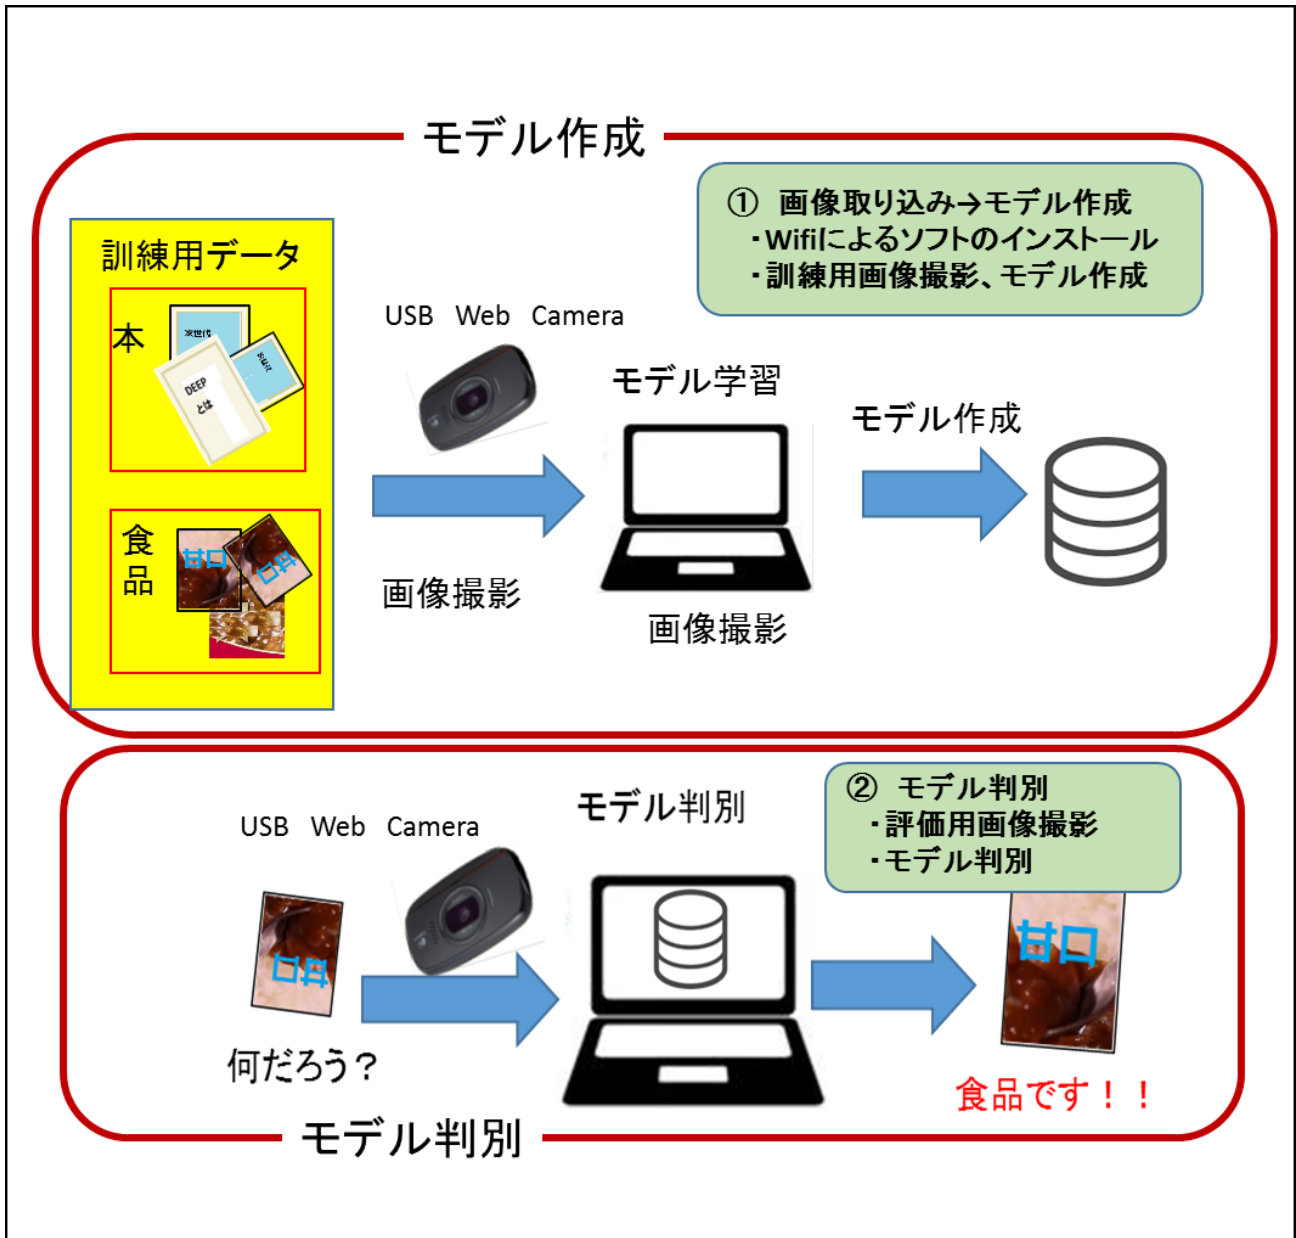 モデル作成
① 画像取り込み→モデル作成
・Wifiによるソフトのインストール
・訓練用画像撮影、モデル作成
訓練用データ
本
次世代
DEEP
とは
食
品
甘口
甘口
USB Web Camera
画像撮影
モデル学習
画像撮影
モデル作成
② モデル判別
・評価用画像撮影
・モデル判別
モデル判別
USB Web Camera
甘口
何だろう？
甘口
食品です！！
モデル判別